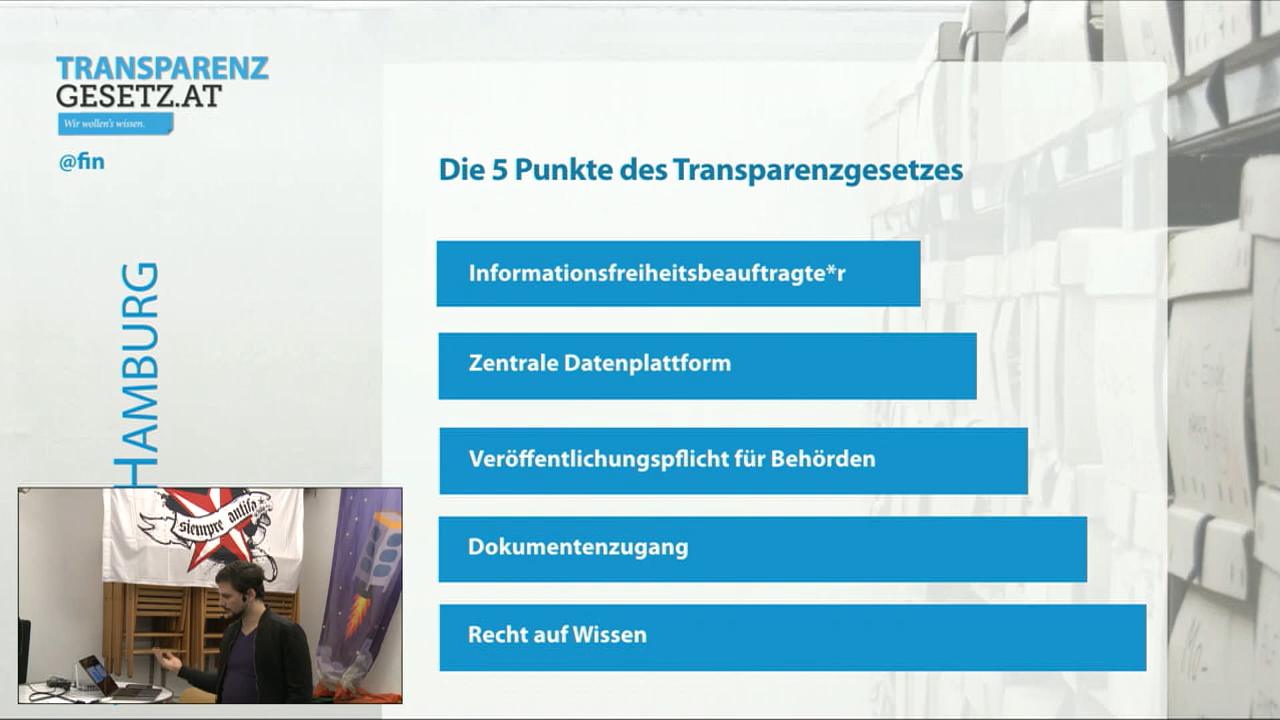 TRANSPARENZ
GESETZ.AT
Wir wollen's wissen.
@fin
HAMBURG
Die 5 Punkte des Transparenzgesetzes
Informationsfreiheitsbeauftragte*r
Zentrale Datenplattform
Veröffentlichungspflicht für Behörden
Dokumentenzugang
Recht auf Wissen
siempre antifa